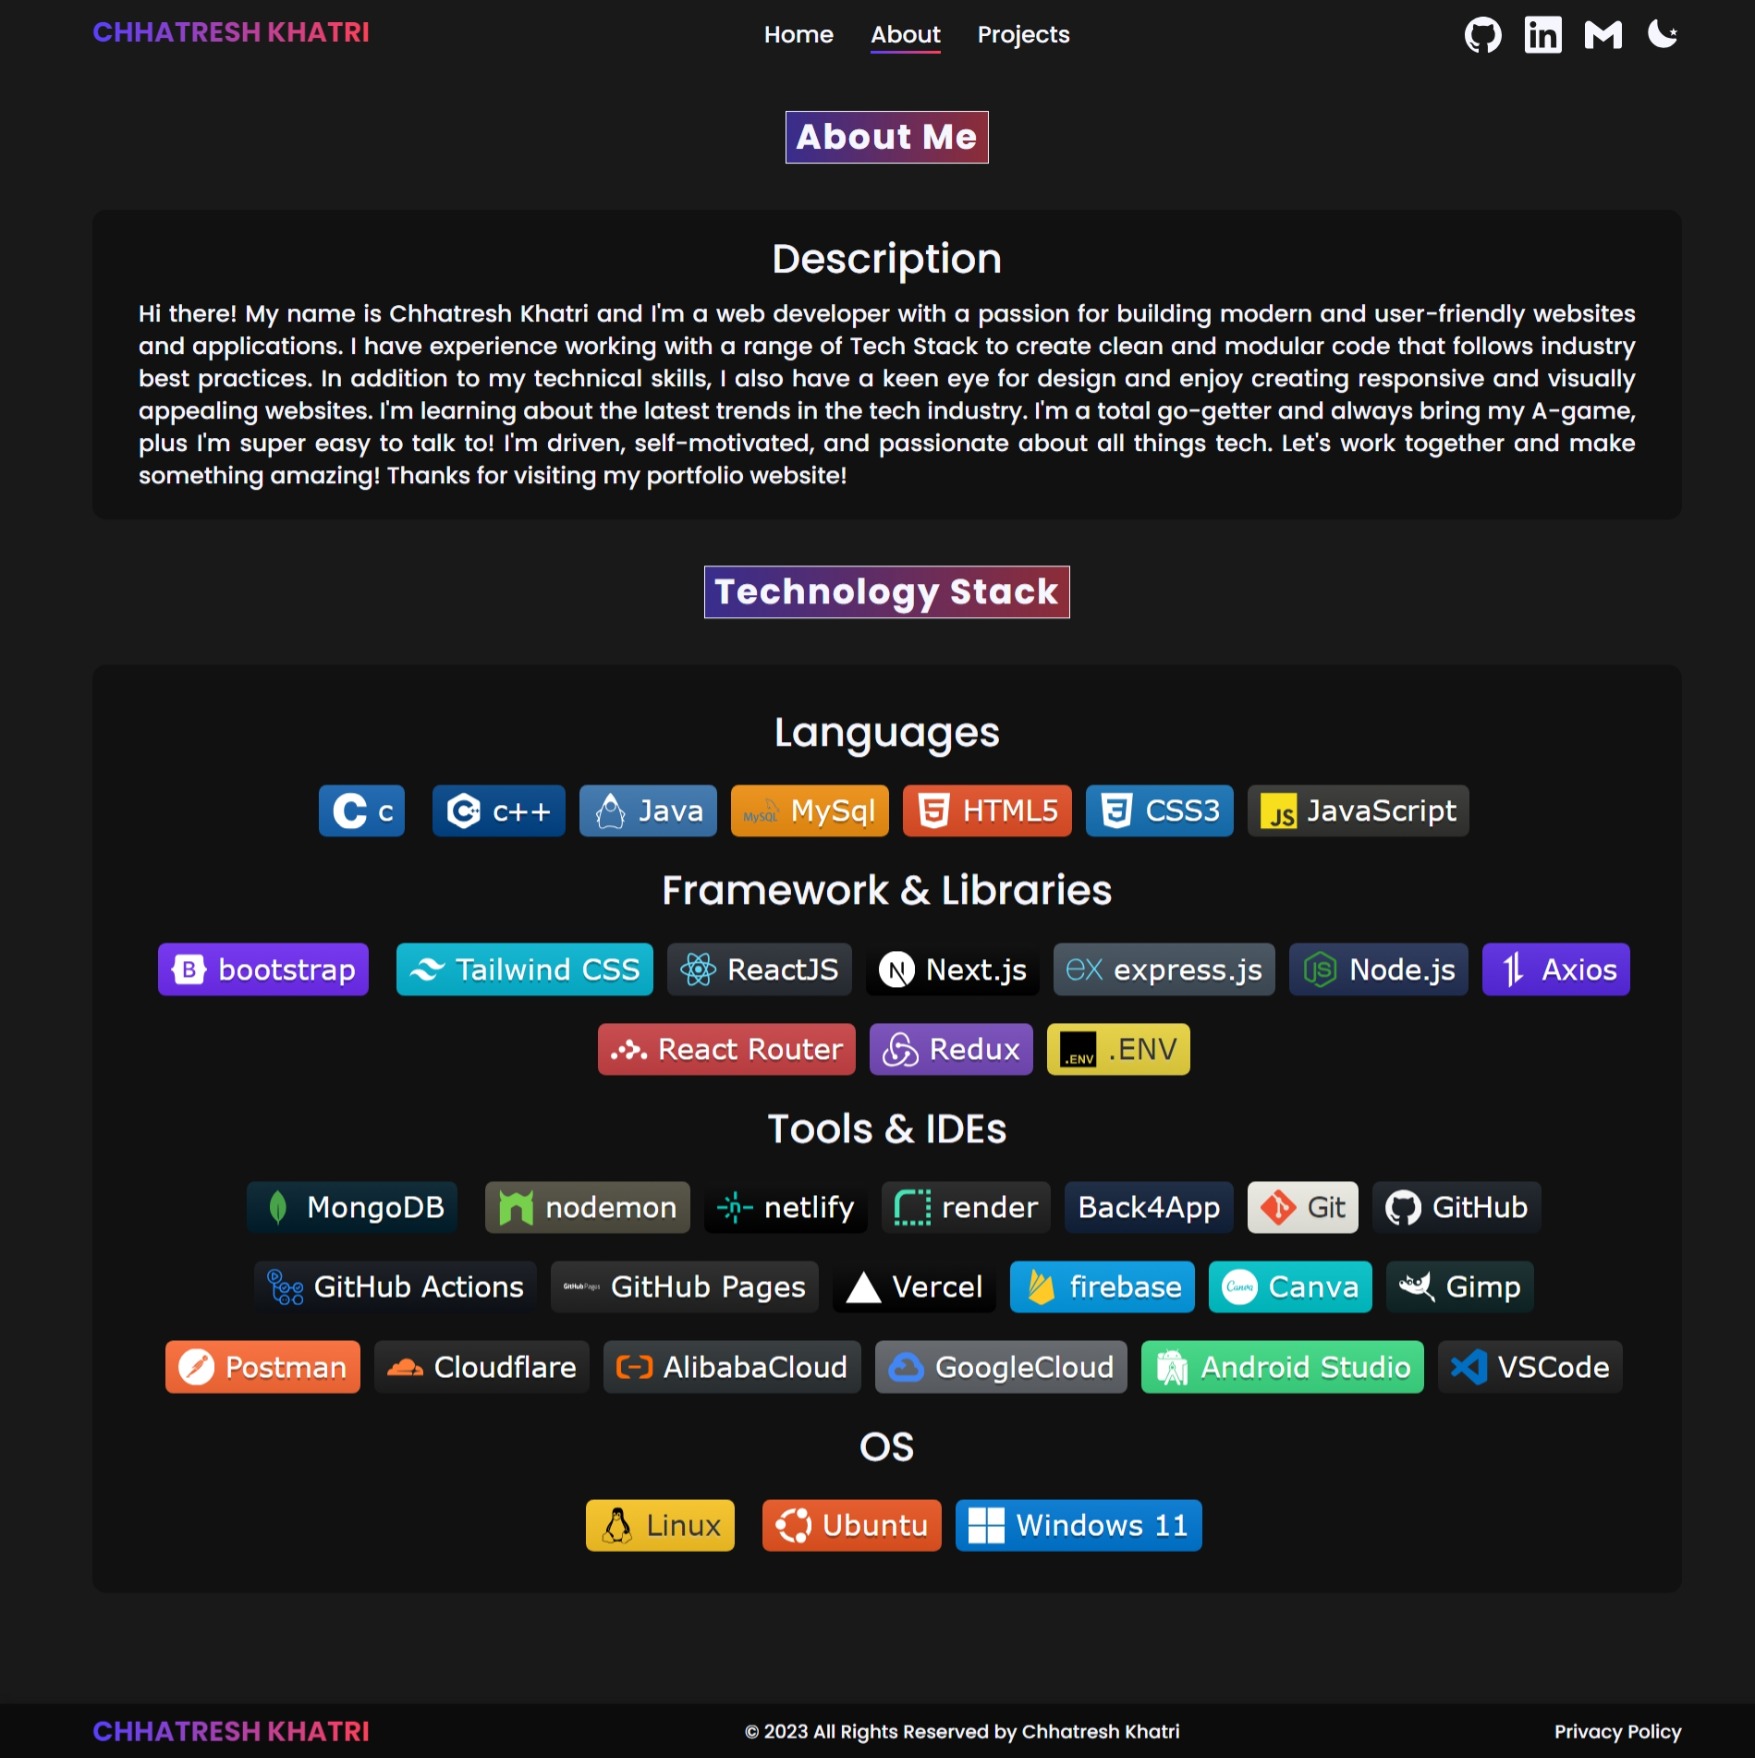 CHHATRESH KHATRI
Home About Projects
About Me
Description
Hi there! My name is Chhatresh Khatri and I'm a web developer with a passion for building modern and user-friendly websites
and applications. I have experience working with a range of Tech Stack to create clean and modular code that follows industry
best practices. In addition to my technical skills, I also have a keen eye for design and enjoy creating responsive and visually
appealing websites. I'm learning about the latest trends in the tech industry. I'm a total go-getter and always bring my A-game,
plus I'm super easy to talk to! I'm driven, self-motivated, and passionate about all things tech. Let's work together and make
something amazing! Thanks for visiting my portfolio website!
Technology Stack
Languages
C c C++ c++ Java MySQL MySql 5 HTML5 3 CSS3 JS JavaScript
Framework & Libraries
B bootstrap Tailwind CSS ReactJS N Next.js ex express.js JS Node.js Axios
React Router Redux .ENV .ENV
Tools & IDEs
MongoDB nodemon netlify render Back4App Git GitHub
GitHub Actions GitHub Pages GitHub Pages Vercel firebase Canva Canva Gimp
Postman Cloudflare AlibabaCloud GoogleCloud Android Studio VSCode
OS
Linux Ubuntu Windows 11
CHHATRESH KHATRI © 2023 All Rights Reserved by Chhatresh Khatri Privacy Policy